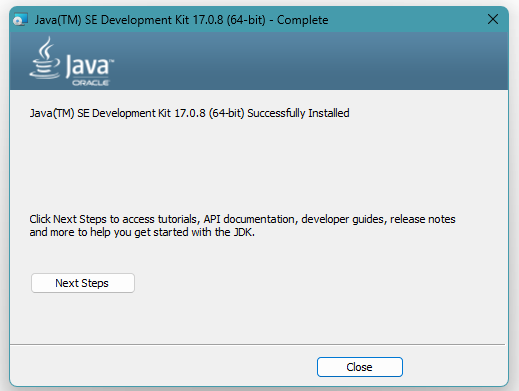 Java(TM) SE Development Kit 17.0.8 (64-bit) - Complete
Java™
ORACLE
Java(TM) SE Development Kit 17.0.8 (64-bit) Successfully Installed
Click Next Steps to access tutorials, API documentation, developer guides, release notes
and more to help you get started with the JDK.
Next Steps
Close